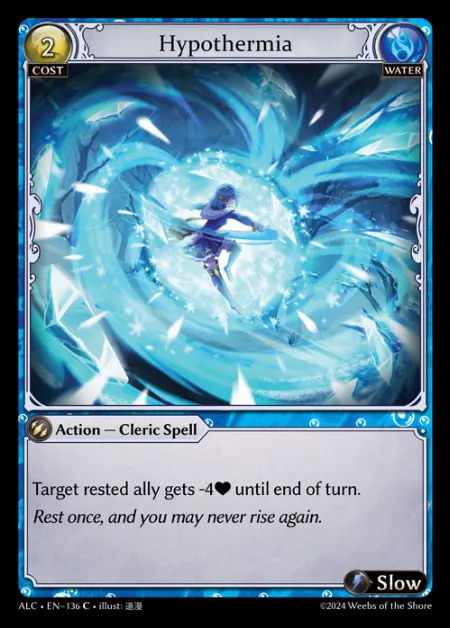 2
COST
Hypothermia
WATER
Action — Cleric Spell
Target rested ally gets -4♥ until end of turn.
Rest once, and you may never rise again.
Slow
ALC • EN-136 C • illust: 道漫
©2024 Weebs of the Shore